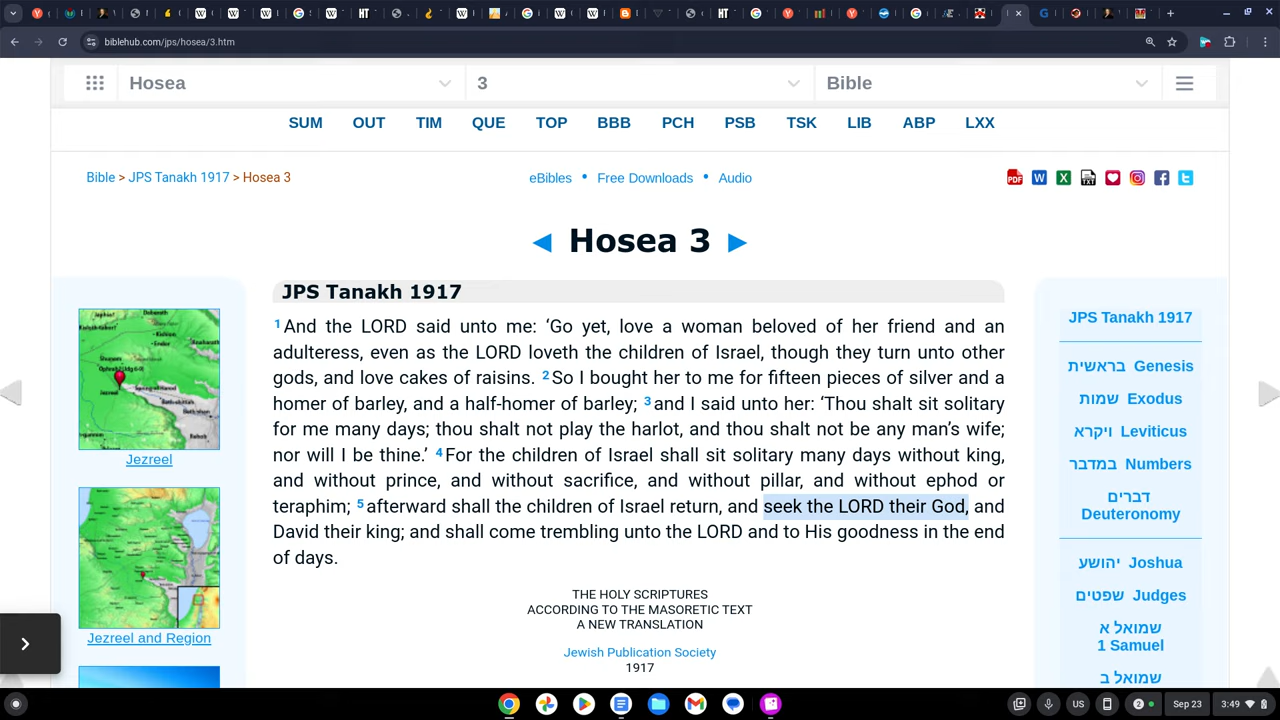 biblehub.com/jps/hosea/3.htm
Hosea
3
Bible
SUM OUT TIM QUE TOP BBB PCH PSB TSK LIB ABP LXX
Bible > JPS Tanakh 1917 > Hosea 3
eBibles • Free Downloads • Audio
◄ Hosea 3 ►
JPS Tanakh 1917
1And the LORD said unto me: ‘Go yet, love a woman beloved of her friend and an
adulteress, even as the LORD loveth the children of Israel, though they turn unto other
gods, and love cakes of raisins. 2So I bought her to me for fifteen pieces of silver and a
homer of barley, and a half-homer of barley; 3and I said unto her: ‘Thou shalt sit solitary
for me many days; thou shalt not play the harlot, and thou shalt not be any man’s wife;
nor will I be thine.’ 4For the children of Israel shall sit solitary many days without king,
and without prince, and without sacrifice, and without pillar, and without ephod or
teraphim; 5afterward shall the children of Israel return, and seek the LORD their God, and
David their king; and shall come trembling unto the LORD and to His goodness in the end
of days.
THE HOLY SCRIPTURES
ACCORDING TO THE MASORETIC TEXT
A NEW TRANSLATION
Jewish Publication Society
1917
Jezreel
Jezreel
Jezreel and Region
JPS Tanakh 1917
בראשית Genesis
שמות Exodus
ויקרא Leviticus
במדבר Numbers
דברים
Deuteronomy
יהושע Joshua
שפטים Judges
שמואל א
1 Samuel
שמואל ב
US
2
Sep 23
3:49